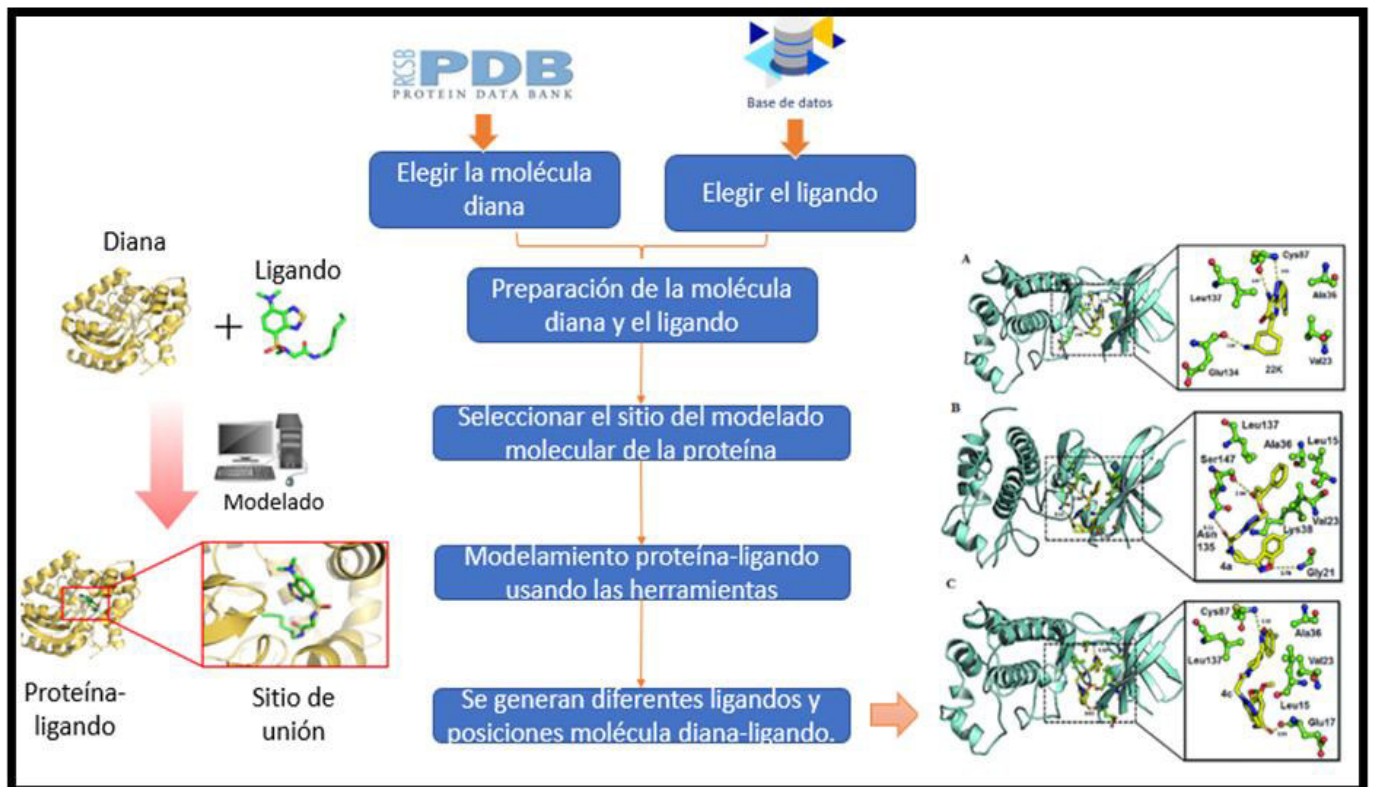 RCSB
PDB
PROTEIN DATA BANK
Base de datos
Elegir la molécula
diana
Elegir el ligando
Diana
Ligando
+
Preparación de la molécula
diana y el ligando
Seleccionar el sitio del modelado
molecular de la proteína
Modelado
Modelamiento proteína-ligando
usando las herramientas
Proteína-
ligando
Sitio de
unión
Se generan diferentes ligandos y
posiciones molécula diana-ligando.
A
Cys87
Leu137
Ala36
Val23
Glu134
22K
B
Leu137
Ala36
Leu15
Ser147
Val23
Lys38
Asn
135
4a
Gly21
C
Cys87
Ala36
Leu137
Val23
4c
Leu15
Glu17